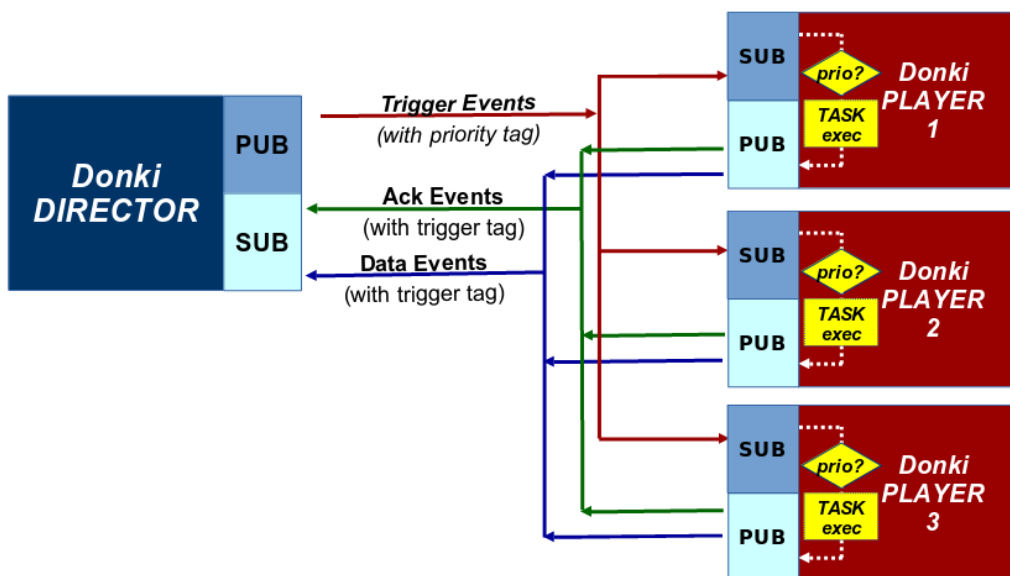 Donki
DIRECTOR
PUB
SUB
Trigger Events
(with priority tag)
Ack Events
(with trigger tag)
Data Events
(with trigger tag)
SUB
PUB
prio?
TASK
exec
Donki
PLAYER
1
SUB
PUB
prio?
TASK
exec
Donki
PLAYER
2
SUB
PUB
prio?
TASK
exec
Donki
PLAYER
3